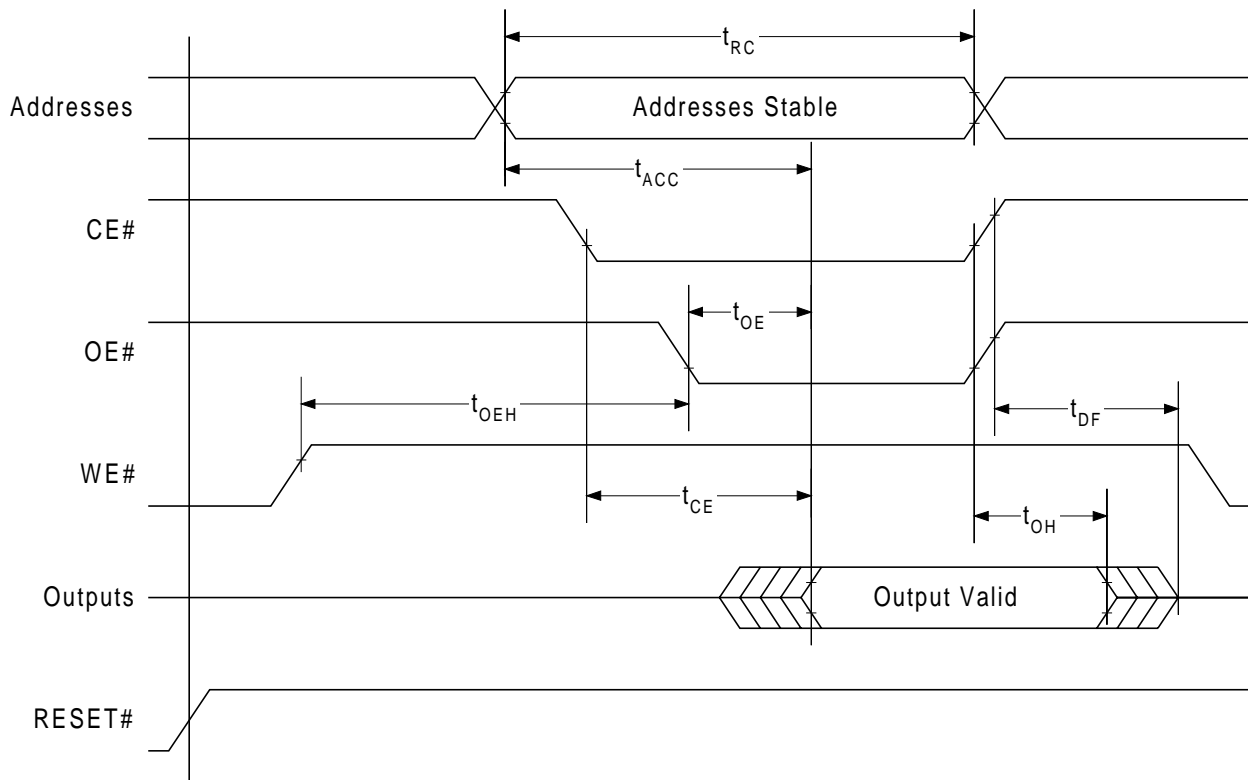 tRC
Addresses
Addresses Stable
tACC
CE#
tOE
OE#
tOEH
tDF
WE#
tCE
tOH
Outputs
Output Valid
RESET#